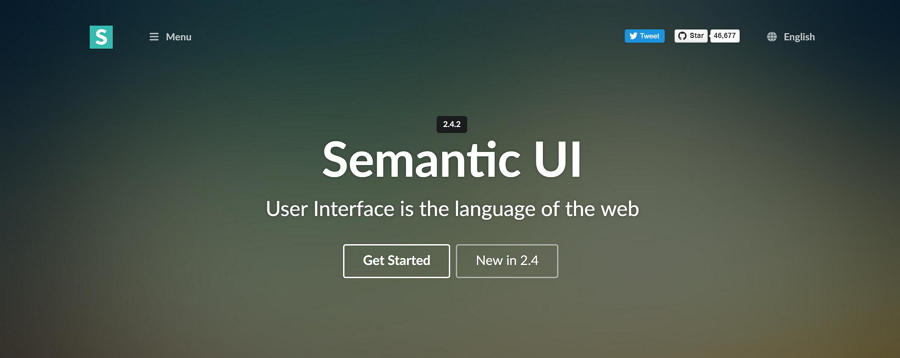 S
Menu
Tweet
Star
46,677
English
2.4.2
Semantic UI
User Interface is the language of the web
Get Started
New in 2.4